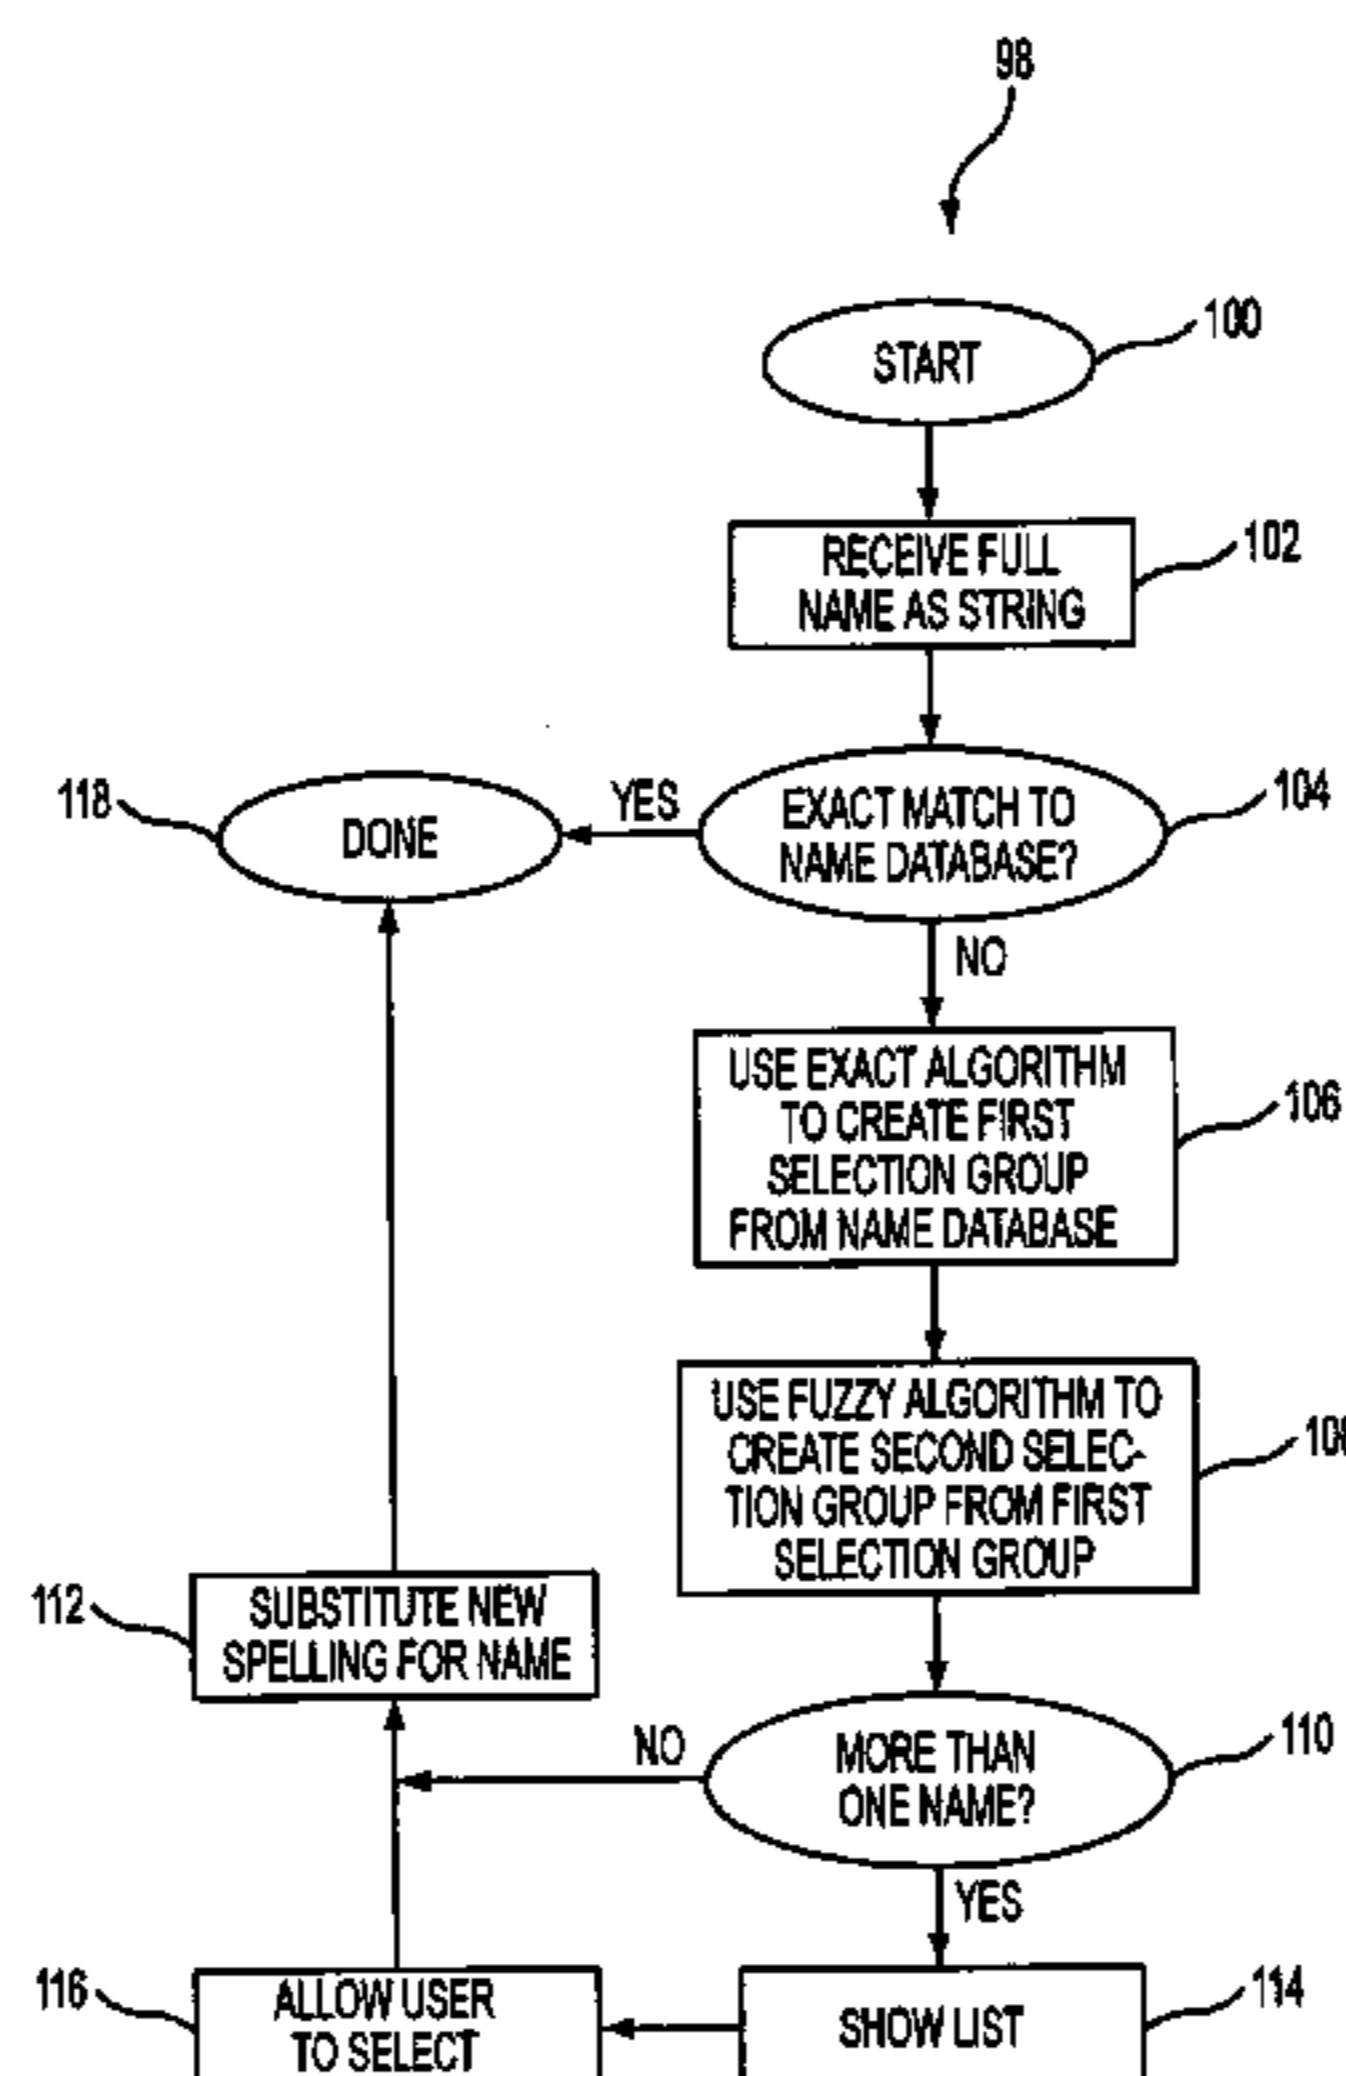 98
START
100
RECEIVE FULL
NAME AS STRING
102
118
DONE
YES
EXACT MATCH TO
NAME DATABASE?
104
NO
USE EXACT ALGORITHM
TO CREATE FIRST
SELECTION GROUP
FROM NAME DATABASE
106
USE FUZZY ALGORITHM TO
CREATE SECOND SELEC-
TION GROUP FROM FIRST
SELECTION GROUP
108
112
SUBSTITUTE NEW
SPELLING FOR NAME
NO
MORE THAN
ONE NAME?
110
YES
116
ALLOW USER
TO SELECT
SHOW LIST
114